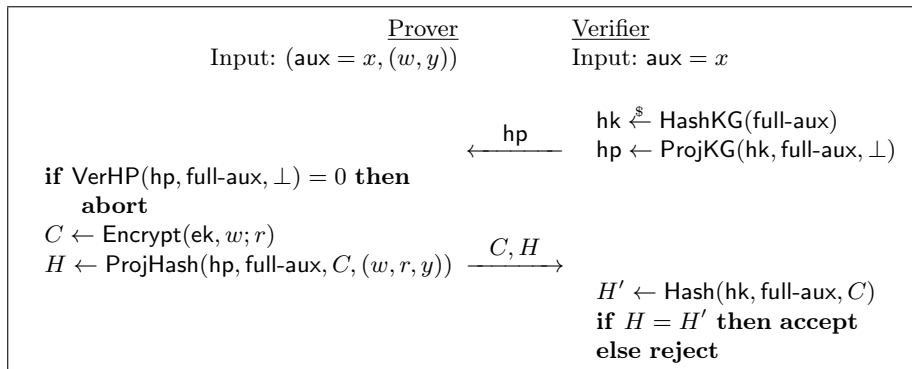 Prover Verifier
Input: (aux = x, (w, y)) Input: aux = x
hk $← HashKG(full-aux)
hp
hp ← ProjKG(hk, full-aux, ⊥)
if VerHP(hp, full-aux, ⊥) = 0 then
abort
C ← Encrypt(ek, w; r)
H ← ProjHash(hp, full-aux, C, (w, r, y)) C, H
H′ ← Hash(hk, full-aux, C)
if H = H′ then accept
else reject